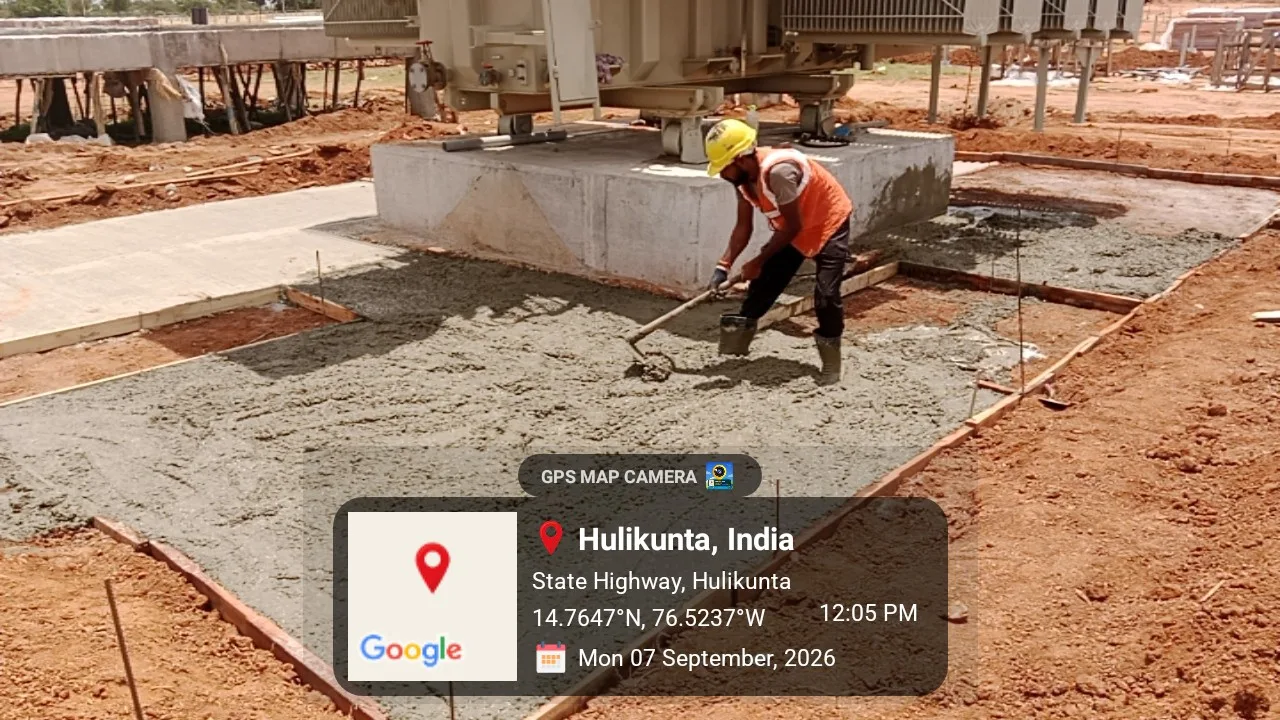 GPS MAP CAMERA
Hulikunta, India
State Highway, Hulikunta
14.7647°N, 76.5237°W
12:05 PM
Mon 07 September, 2026
Google